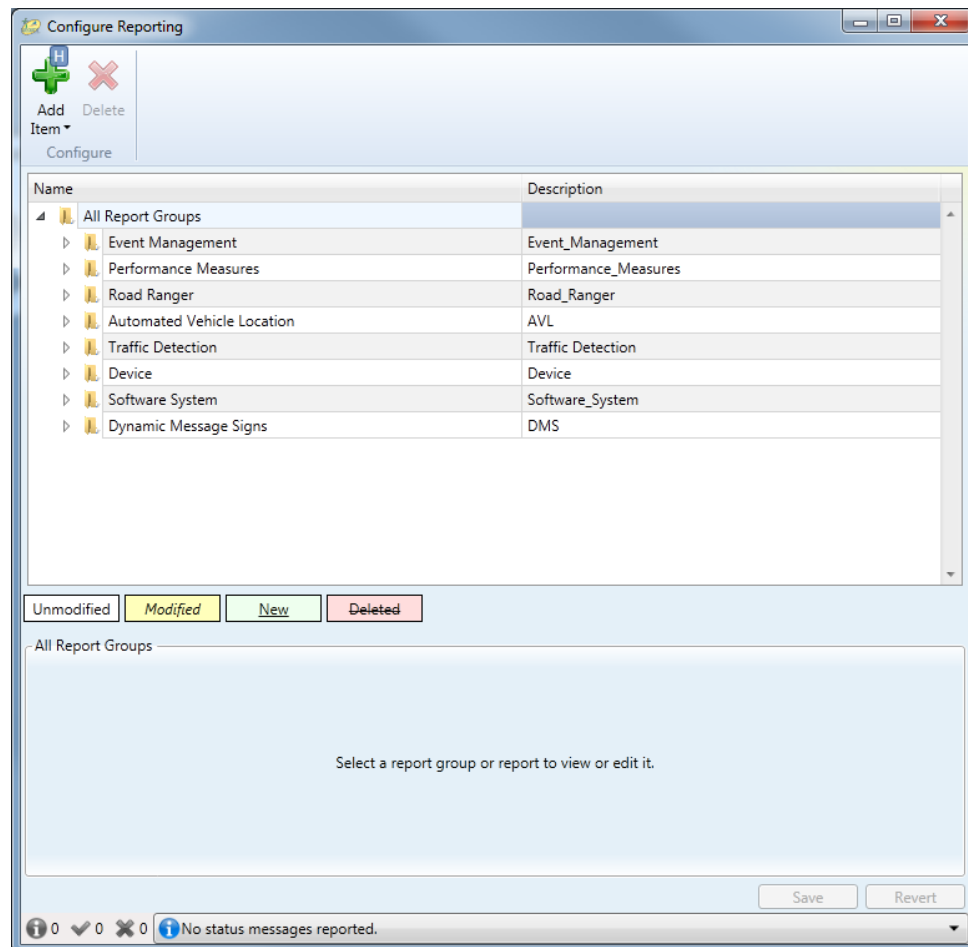 Configure Reporting
H
Add Item Delete
Configure
Name Description
All Report Groups
Event Management Event_Management
Performance Measures Performance_Measures
Road Ranger Road_Ranger
Automated Vehicle Location AVL
Traffic Detection Traffic Detection
Device Device
Software System Software_System
Dynamic Message Signs DMS
Unmodified Modified New Deleted
All Report Groups
Select a report group or report to view or edit it.
Save Revert
0 0 0 No status messages reported.